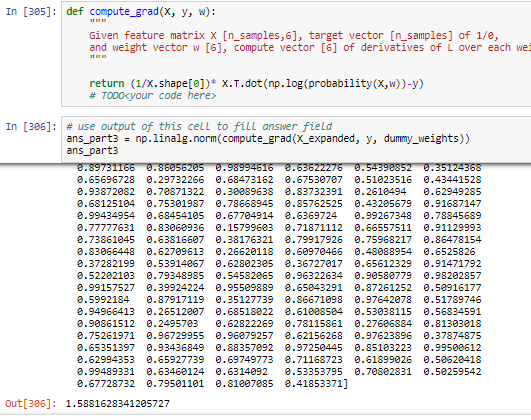 In [305]: def compute_grad(X, y, w):
"""
Given feature matrix X [n_samples,6], target vector [n_samples] of 1/0,
and weight vector w [6], compute vector [6] of derivatives of L over each wei
"""
return (1/X.shape[0])* X.T.dot(np.log(probability(X,w))-y)
# TODO<your code here>
In [306]: # use output of this cell to fill answer field
ans_part3 = np.linalg.norm(compute_grad(X_expanded, y, dummy_weights))
ans_part3
0.89731166 0.86056205 0.98994616 0.63622276 0.54390852 0.35124368
0.65696728 0.29732266 0.68473162 0.67530707 0.51023516 0.43441528
0.93872082 0.70871322 0.30089638 0.83732391 0.2610494 0.62949285
0.68125104 0.75301987 0.78668945 0.85762525 0.43205679 0.91687147
0.99434954 0.68454105 0.67704914 0.6369724 0.99267348 0.78845689
0.77777631 0.83060936 0.15799603 0.71871112 0.66557511 0.91129993
0.73861045 0.63816607 0.38176321 0.79917926 0.75968217 0.86478154
0.83066448 0.62709613 0.26620118 0.60970466 0.48088954 0.6525826
0.37282199 0.53914067 0.62802305 0.36727017 0.65612329 0.91471792
0.52202103 0.79348985 0.54582065 0.96322634 0.90580779 0.98202857
0.99157527 0.39924224 0.95509889 0.65043291 0.87261252 0.50916177
0.5992184 0.87917119 0.35127739 0.86671098 0.97642078 0.51789746
0.94966413 0.26512007 0.68518022 0.61008504 0.53038115 0.56834591
0.90861512 0.2495703 0.62822269 0.78115861 0.27606884 0.81303018
0.75261971 0.96729955 0.96079257 0.62156268 0.97623896 0.37874875
0.65351397 0.93436849 0.88357092 0.97250445 0.85103223 0.99500612
0.62994353 0.65927739 0.69749773 0.71168723 0.61899026 0.50620418
0.99489331 0.63460124 0.6314092 0.53353795 0.70802831 0.50259542
0.67728732 0.79501101 0.81007085 0.41853371]
Out[306]: 1.5881628341205727